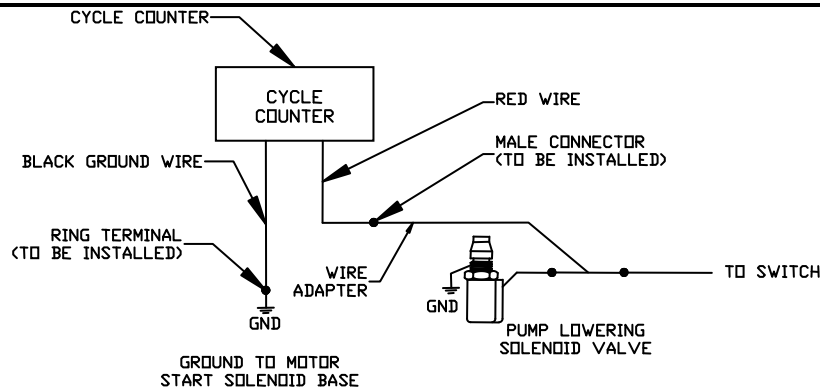 CYCLE COUNTER
CYCLE
COUNTER
RED WIRE
MALE CONNECTOR
(TO BE INSTALLED)
BLACK GROUND WIRE
RING TERMINAL
(TO BE INSTALLED)
WIRE
ADAPTER
GND
TO SWITCH
GND
PUMP LOWERING
SOLENOID VALVE
GROUND TO MOTOR
START SOLENOID BASE